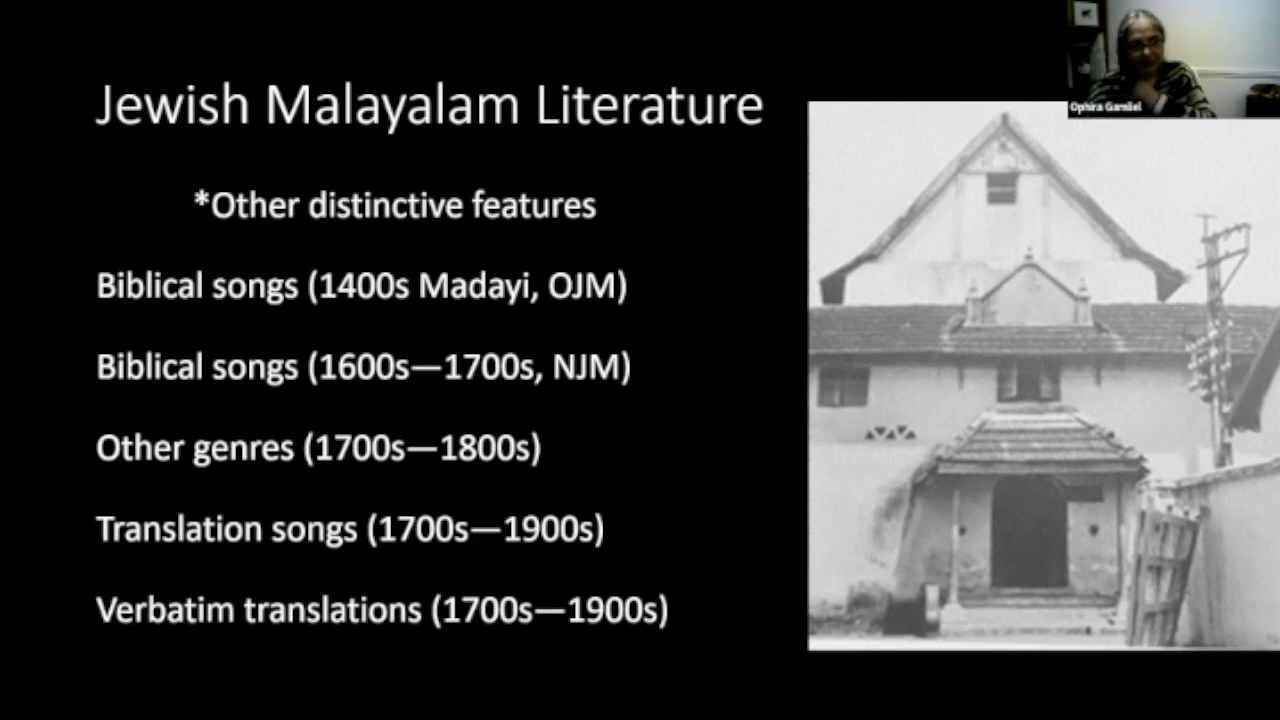 Jewish Malayalam Literature
*Other distinctive features
Biblical songs (1400s Madayi, OJM)
Biblical songs (1600s—1700s, NJM)
Other genres (1700s—1800s)
Translation songs (1700s—1900s)
Verbatim translations (1700s—1900s)
Ophira Gamliel